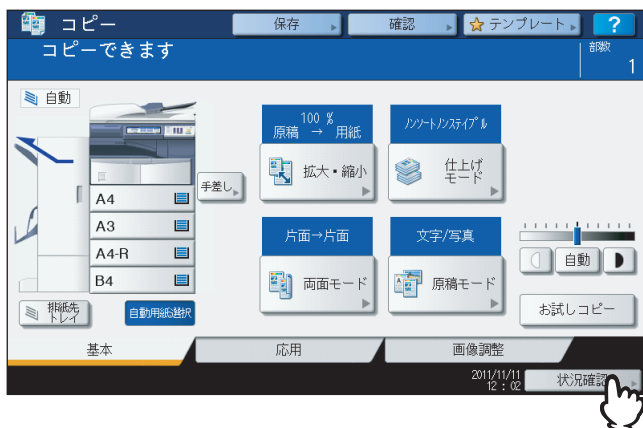 コピー
保存
確認
テンプレート
?
コピーできます
部数
1
自動
100 %
原稿 → 用紙
ノンソートノンステイプル
拡大・縮小
仕上げ
モード
手差し
A4
A3
A4-R
B4
片面→片面
文字/写真
両面モード
原稿モード
自動
排紙先
トレイ
自動用紙選択
お試しコピー
基本
応用
画像調整
2011/11/11
12 : 02
状況確認